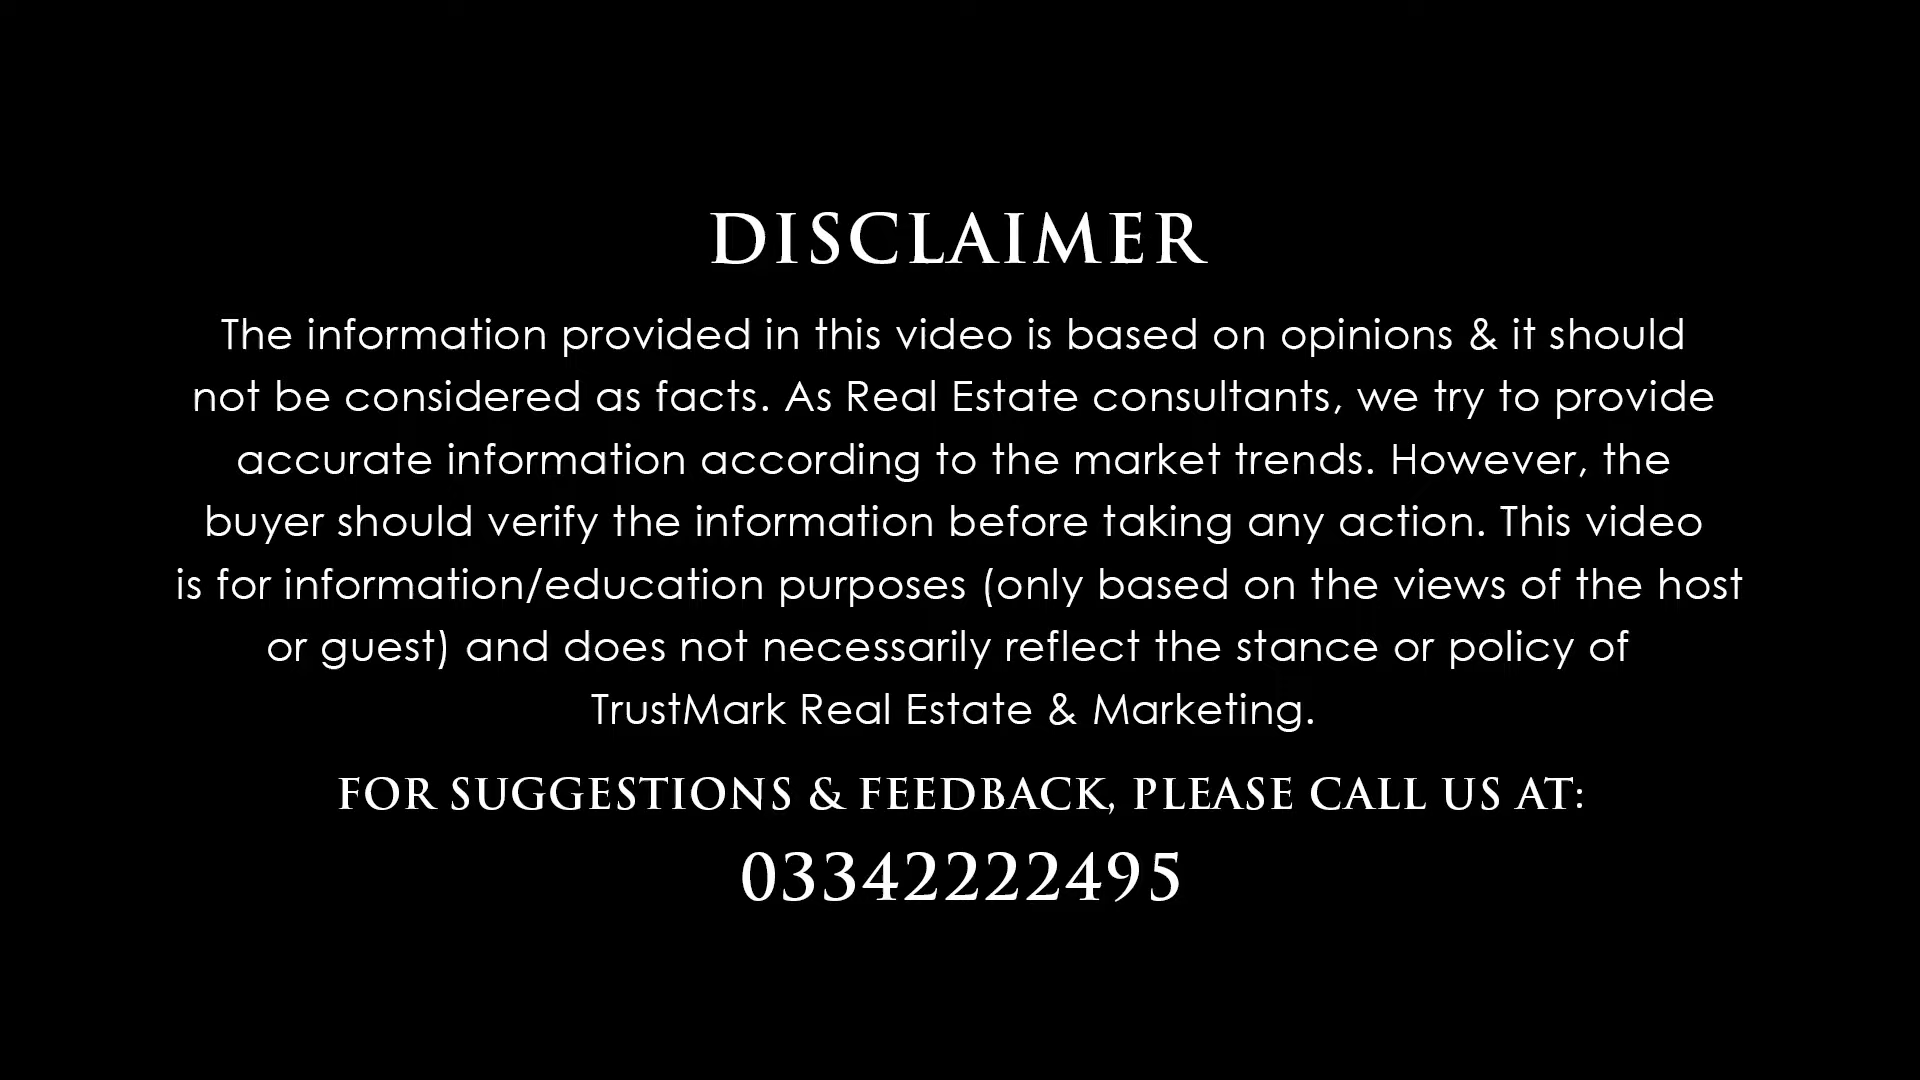 DISCLAIMER
The information provided in this video is based on opinions & it should
not be considered as facts. As Real Estate consultants, we try to provide
accurate information according to the market trends. However, the
buyer should verify the information before taking any action. This video
is for information/education purposes (only based on the views of the host
or guest) and does not necessarily reflect the stance or policy of
TrustMark Real Estate & Marketing.
FOR SUGGESTIONS & FEEDBACK, PLEASE CALL US AT:
03342222495